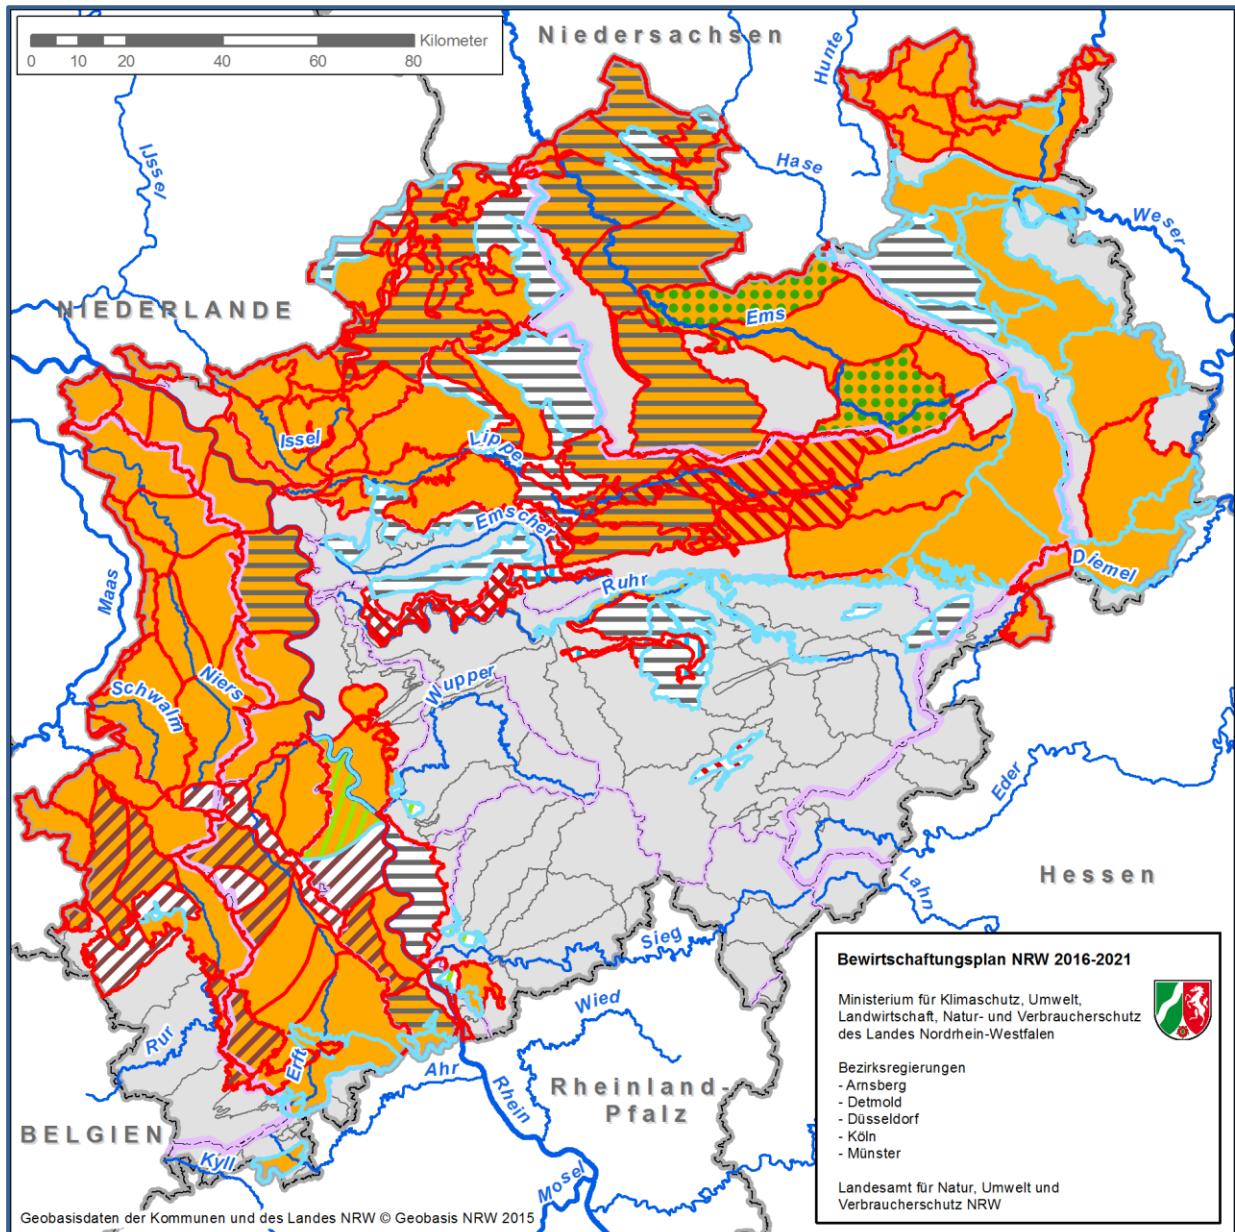 Niedersachsen
Kilometer
0 10 20 40 60 80
Hunte
IJssel
Hase
Weser
NIEDERLANDE
Ems
Issel
Lippe
Emscher
Ruhr
Diemel
Maas
Niers
Schwalm
Wupper
Eder
Hessen
Lahn
Sieg
Wied
Rur
Erft
Ahr
Rhein
Rheinland-
Pfalz
BELGIEN
Kyll
Mosel
Bewirtschaftungsplan NRW 2016-2021
Ministerium für Klimaschutz, Umwelt,
Landwirtschaft, Natur- und Verbraucherschutz
des Landes Nordrhein-Westfalen
Bezirksregierungen
- Arnsberg
- Detmold
- Düsseldorf
- Köln
- Münster
Landesamt für Natur, Umwelt und
Verbraucherschutz NRW
Geobasisdaten der Kommunen und des Landes NRW © Geobasis NRW 2015